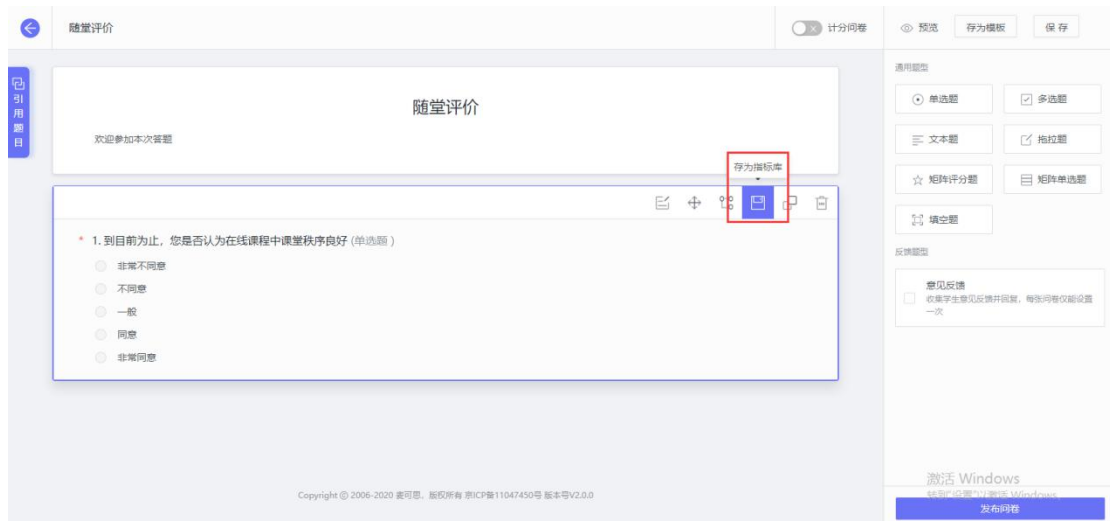 随堂评价
计分问卷
预览
存为模板
保 存
引用题目
随堂评价
欢迎参加本次答题
存为指标库
* 1. 到目前为止，您是否认为在线课程中课堂秩序良好 (单选题 )
非常不同意
不同意
一般
同意
非常同意
通用题型
单选题
多选题
文本题
拖拉题
矩阵评分题
矩阵单选题
填空题
反馈题型
意见反馈
收集学生意见反馈并回复，每张问卷仅能设置
一次
激活 Windows
转到"设置"以激活 Windows。
发布问卷
Copyright © 2006-2020 麦可思。版权所有 京ICP备11047450号 版本号V2.0.0